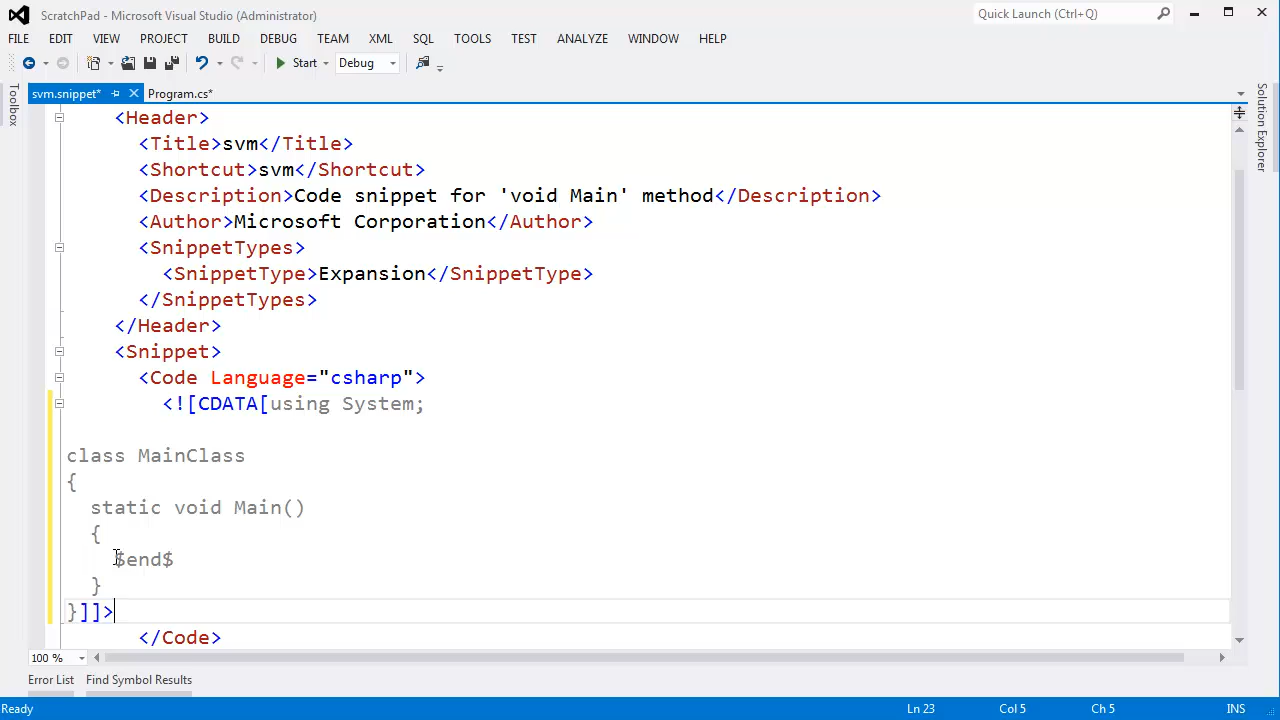 ScratchPad - Microsoft Visual Studio (Administrator)
Quick Launch (Ctrl+Q)
FILE EDIT VIEW PROJECT BUILD DEBUG TEAM XML SQL TOOLS TEST ANALYZE WINDOW HELP
Start Debug
svm.snippet* Program.cs*
Toolbox
Solution Explorer
<Header>
<Title>svm</Title>
<Shortcut>svm</Shortcut>
<Description>Code snippet for 'void Main' method</Description>
<Author>Microsoft Corporation</Author>
<SnippetTypes>
<SnippetType>Expansion</SnippetType>
</SnippetTypes>
</Header>
<Snippet>
<Code Language="csharp">
<![CDATA[using System;
class MainClass
{
static void Main()
{
$end$
}
}]]>
</Code>
100 %
Error List Find Symbol Results
Ready Ln 23 Col 5 Ch 5 INS